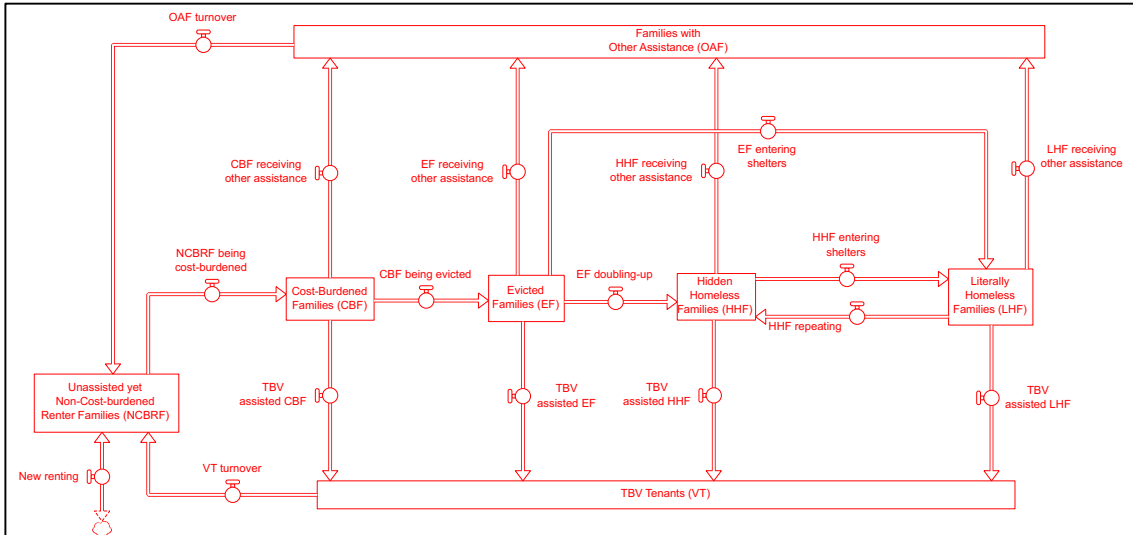 OAF turnover
Families with
Other Assistance (OAF)
EF entering
shelters
CBF receiving
other assistance
EF receiving
other assistance
HHF receiving
other assistance
LHF receiving
other assistance
NCBRF being
cost-burdened
CBF being evicted
EF doubling-up
HHF entering
shelters
Cost-Burdened
Families (CBF)
Evicted
Families (EF)
Hidden
Homeless
Families (HHF)
Literally
Homeless
Families (LHF)
HHF repeating
Unassisted yet
Non-Cost-burdened
Renter Families (NCBRF)
TBV
assisted CBF
TBV
assisted EF
TBV
assisted HHF
TBV
assisted LHF
New renting
VT turnover
TBV Tenants (VT)